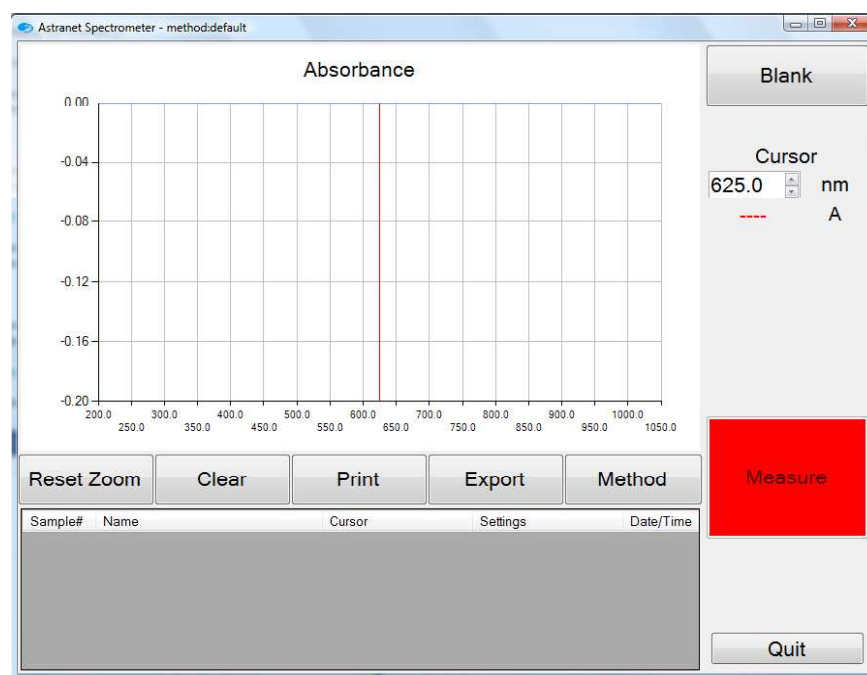 Astranet Spectrometer - method:default
Absorbance
0.00
-0.04
-0.08
-0.12
-0.16
-0.20
200.0 300.0 400.0 500.0 600.0 700.0 800.0 900.0 1000.0
250.0 350.0 450.0 550.0 650.0 750.0 850.0 950.0 1050.0
Blank
Cursor
625.0 nm
---- A
Reset Zoom Clear Print Export Method
Measure
Sample# Name Cursor Settings Date/Time
Quit